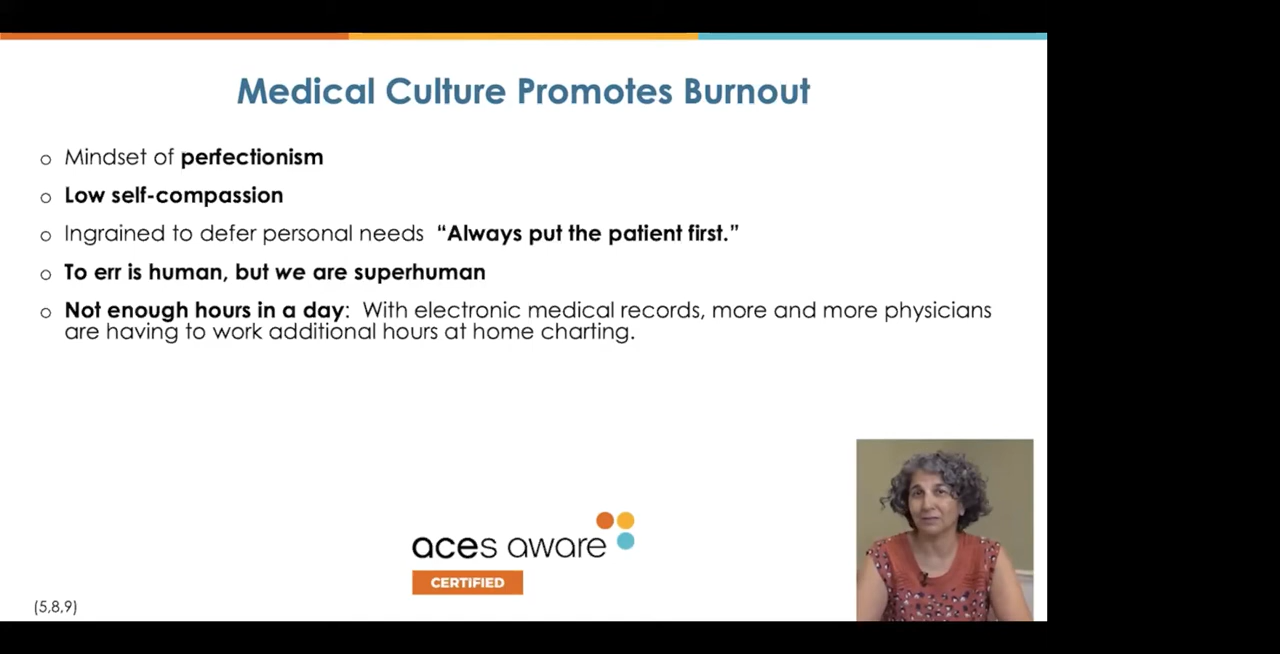 Medical Culture Promotes Burnout
o Mindset of perfectionism
o Low self-compassion
o Ingrained to defer personal needs “Always put the patient first.”
o To err is human, but we are superhuman
o Not enough hours in a day: With electronic medical records, more and more physicians
are having to work additional hours at home charting.
aces aware
CERTIFIED
(5,8,9)